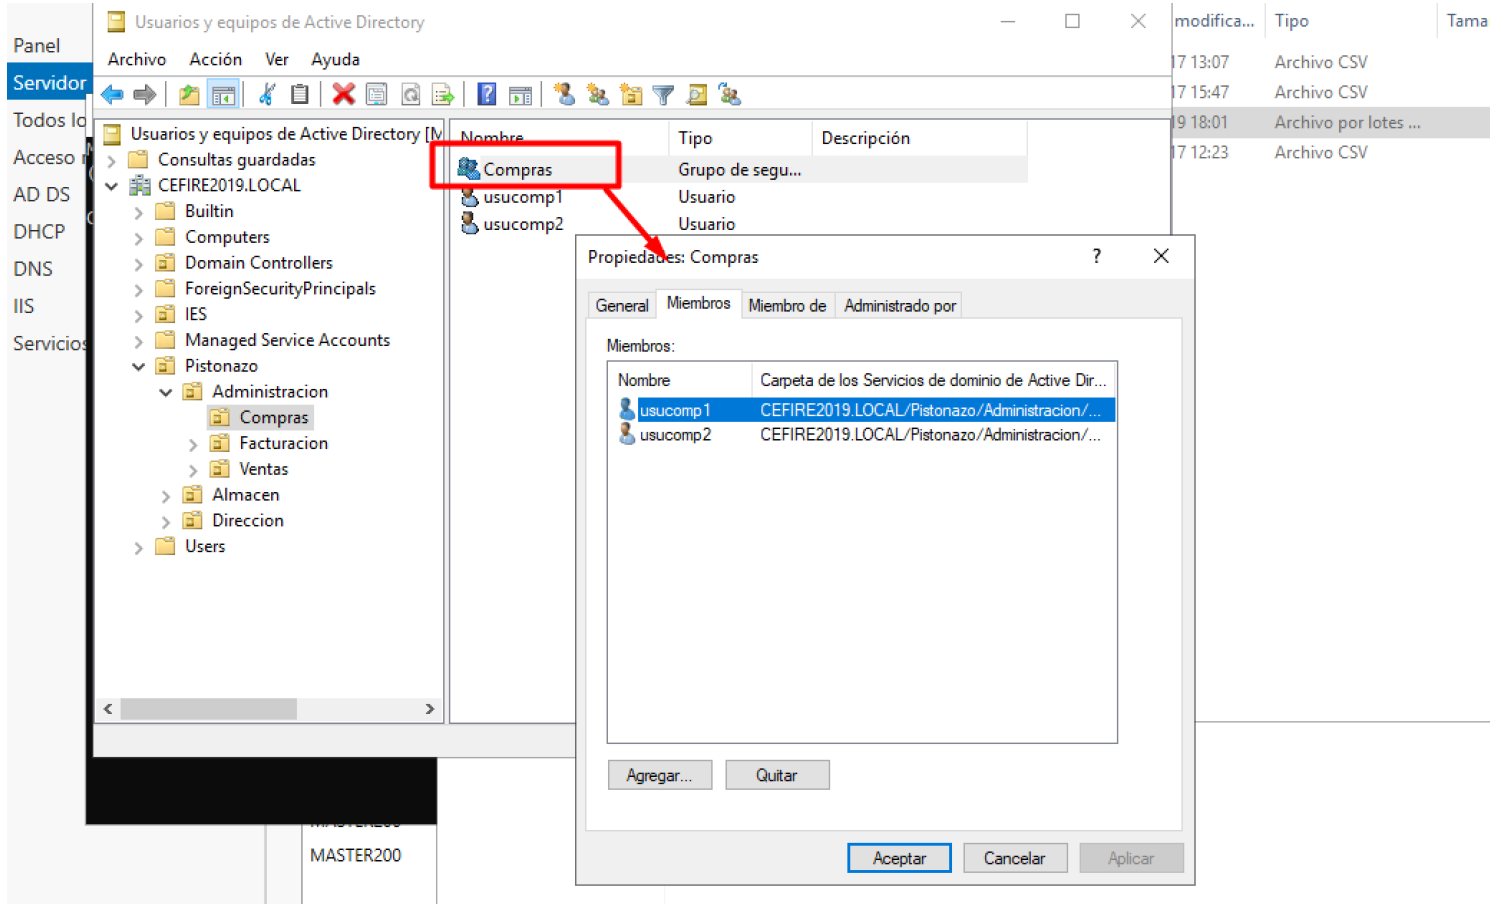 Panel
Servidor
Todos lo
Acceso r
AD DS
DHCP
DNS
IIS
Servicios
Usuarios y equipos de Active Directory
Archivo Acción Ver Ayuda
Usuarios y equipos de Active Directory [M
Consultas guardadas
CEFIRE2019.LOCAL
Builtin
Computers
Domain Controllers
ForeignSecurityPrincipals
IES
Managed Service Accounts
Pistonazo
Administracion
Compras
Facturacion
Ventas
Almacen
Direccion
Users
Nombre Tipo Descripción
Compras Grupo de segu...
usucomp1 Usuario
usucomp2 Usuario
Propiedades: Compras ?
General Miembros Miembro de Administrado por
Miembros:
Nombre Carpeta de los Servicios de dominio de Active Dir...
usucomp1 CEFIRE2019.LOCAL/Pistonazo/Administracion/...
usucomp2 CEFIRE2019.LOCAL/Pistonazo/Administracion/...
Agregar... Quitar
Aceptar Cancelar Aplicar
modifica... Tipo Tama
17 13:07 Archivo CSV
17 15:47 Archivo CSV
19 18:01 Archivo por lotes ...
17 12:23 Archivo CSV
MASTER200